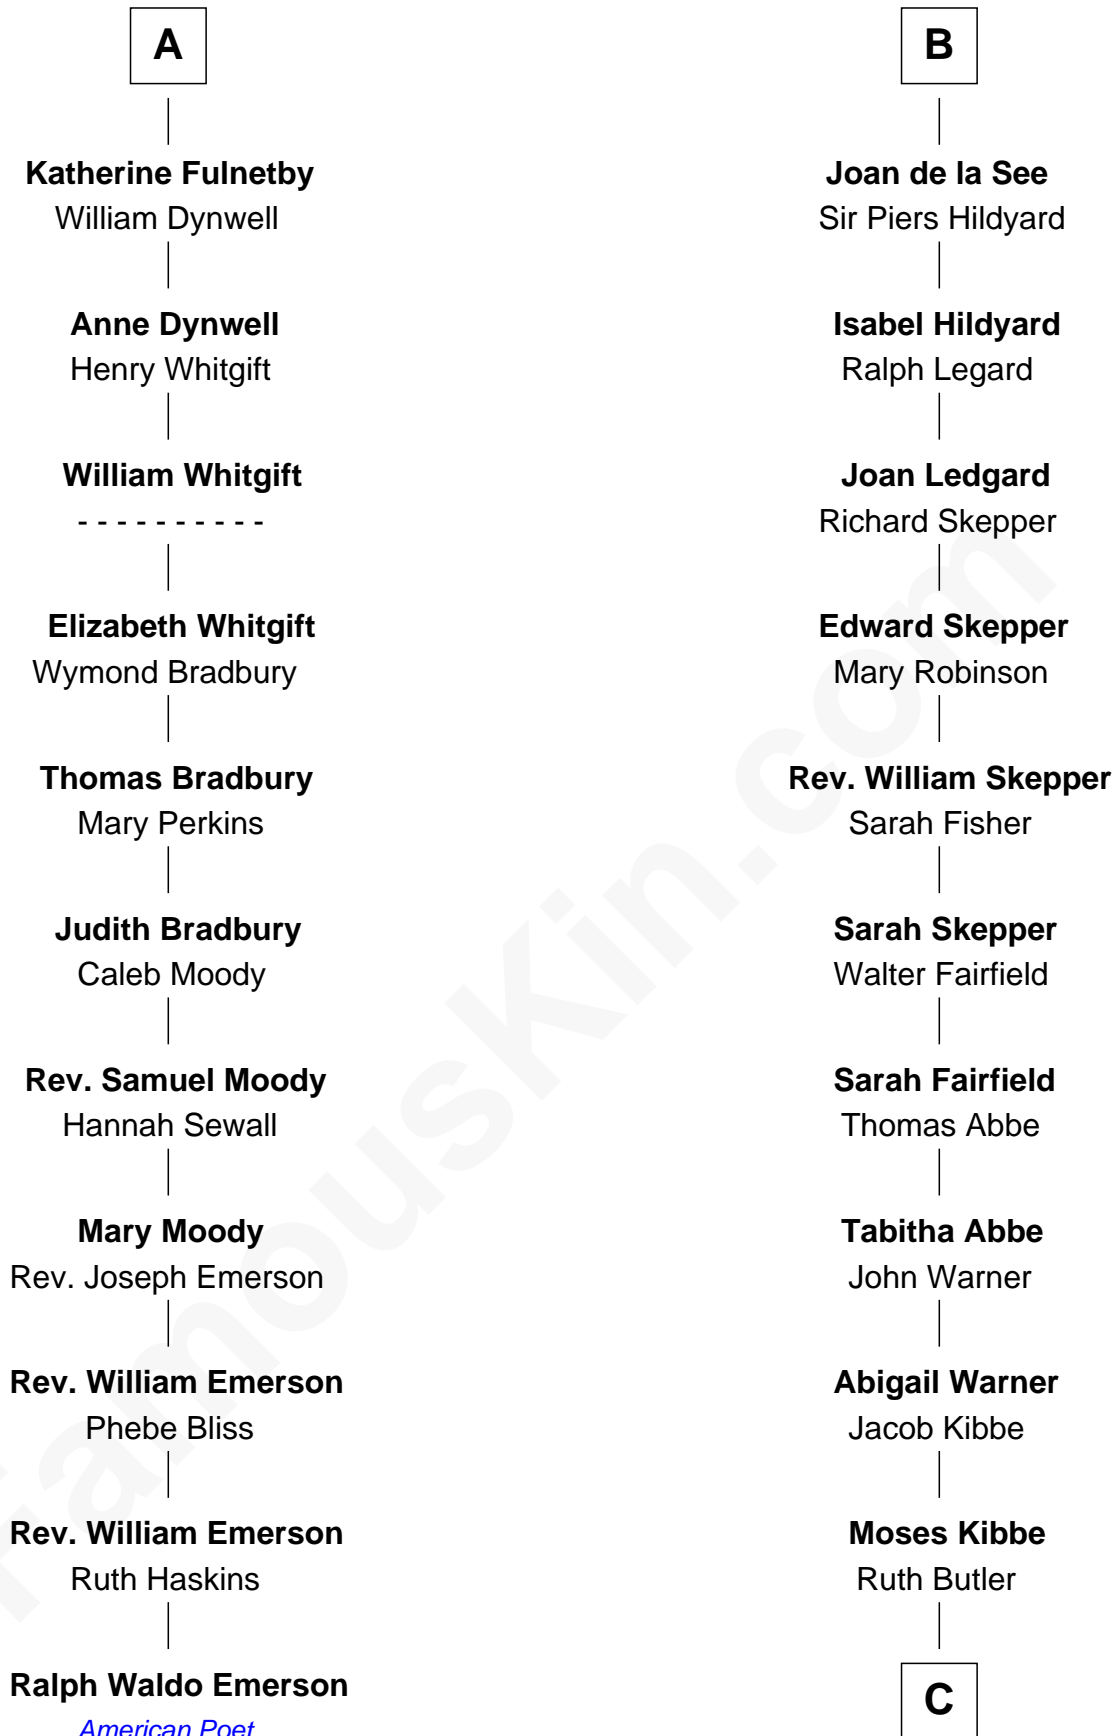 A
Katherine Fulnetby
William Dynwell
Anne Dynwell
Henry Whitgift
William Whitgift
- - - - - - - - - -
Elizabeth Whitgift
Wymond Bradbury
Thomas Bradbury
Mary Perkins
Judith Bradbury
Caleb Moody
Rev. Samuel Moody
Hannah Sewall
Mary Moody
Rev. Joseph Emerson
Rev. William Emerson
Phebe Bliss
Rev. William Emerson
Ruth Haskins
Ralph Waldo Emerson
American Poet
B
Joan de la See
Sir Piers Hildyard
Isabel Hildyard
Ralph Legard
Joan Ledgard
Richard Skepper
Edward Skepper
Mary Robinson
Rev. William Skepper
Sarah Fisher
Sarah Skepper
Walter Fairfield
Sarah Fairfield
Thomas Abbe
Tabitha Abbe
John Warner
Abigail Warner
Jacob Kibbe
Moses Kibbe
Ruth Butler
C
FamousKin.com